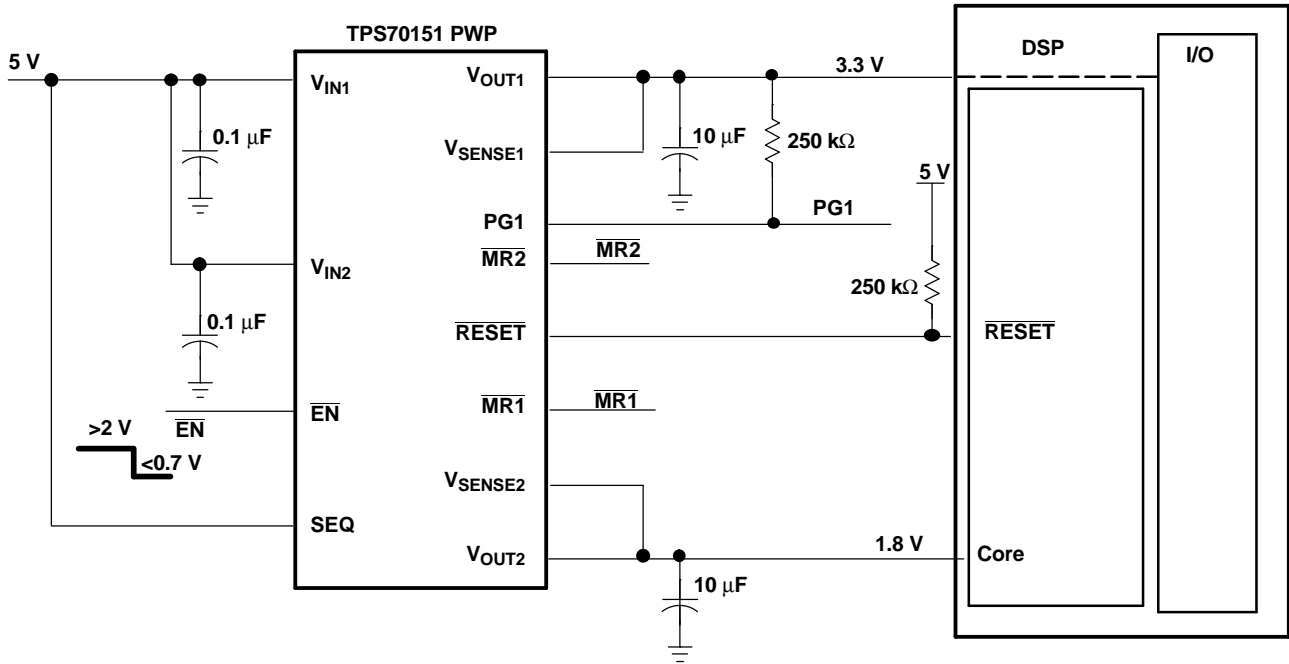 TPS70151 PWP
5 V
DSP
I/O
VIN1
VOUT1
3.3 V
0.1 μF
VSENSE1
10 μF
250 kΩ
5 V
PG1
PG1
VIN2
MR2
MR2
250 kΩ
0.1 μF
RESET
RESET
EN
EN
MR1
MR1
>2 V
<0.7 V
VSENSE2
SEQ
VOUT2
1.8 V
Core
10 μF